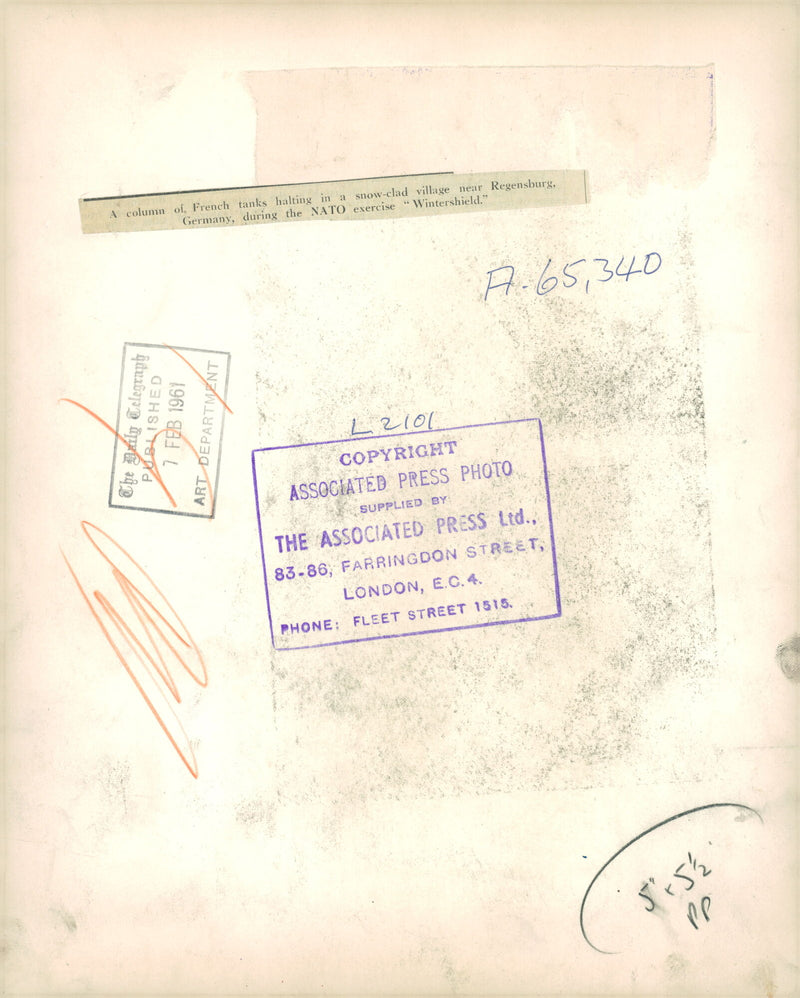 A column of, French tanks halting in a snow-clad village near Regensburg,
Germany, during the NATO exercise "Wintershield."
A-65,340
The Daily Telegraph
PUBLISHED
7 FEB 1961
ART DEPARTMENT
L 2101
COPYRIGHT
ASSOCIATED PRESS PHOTO
SUPPLIED BY
THE ASSOCIATED PRESS Ltd.,
83-86, FARRINGDON STREET,
LONDON, E.C.4.
PHONE: FLEET STREET 1515.
5" × 5½
PP